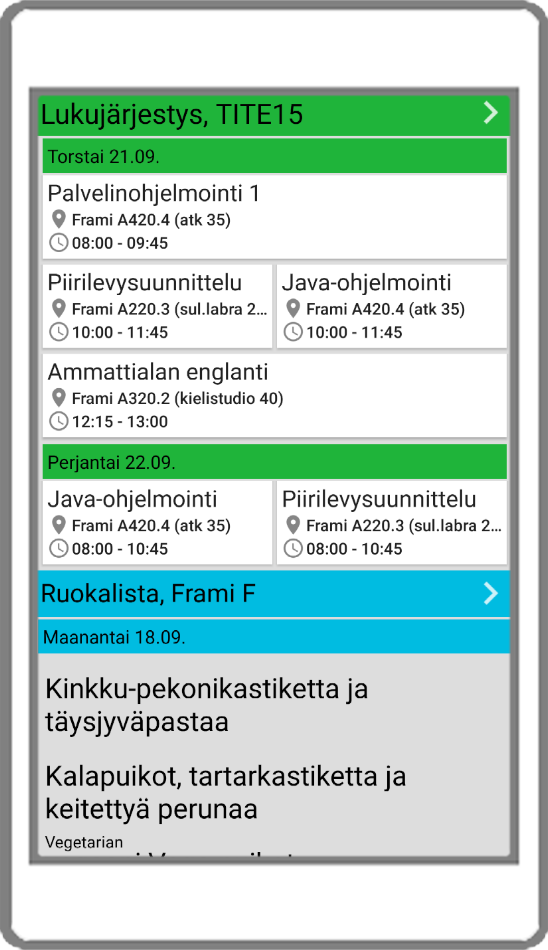 Lukujärjestys, TITE15
Torstai 21.09.
Palvelinohjelmointi 1
Frami A420.4 (atk 35)
08:00 - 09:45
Piirilevysuunnittelu
Frami A220.3 (sul.labra 2...
10:00 - 11:45
Java-ohjelmointi
Frami A420.4 (atk 35)
10:00 - 11:45
Ammattialan englanti
Frami A320.2 (kielistudio 40)
12:15 - 13:00
Perjantai 22.09.
Java-ohjelmointi
Frami A420.4 (atk 35)
08:00 - 10:45
Piirilevysuunnittelu
Frami A220.3 (sul.labra 2...
08:00 - 10:45
Ruokalista, Frami F
Maanantai 18.09.
Kinkku-pekonikastiketta ja
täysjyväpastaa
Kalapuikot, tartarkastiketta ja
keitettyä perunaa
Vegetarian